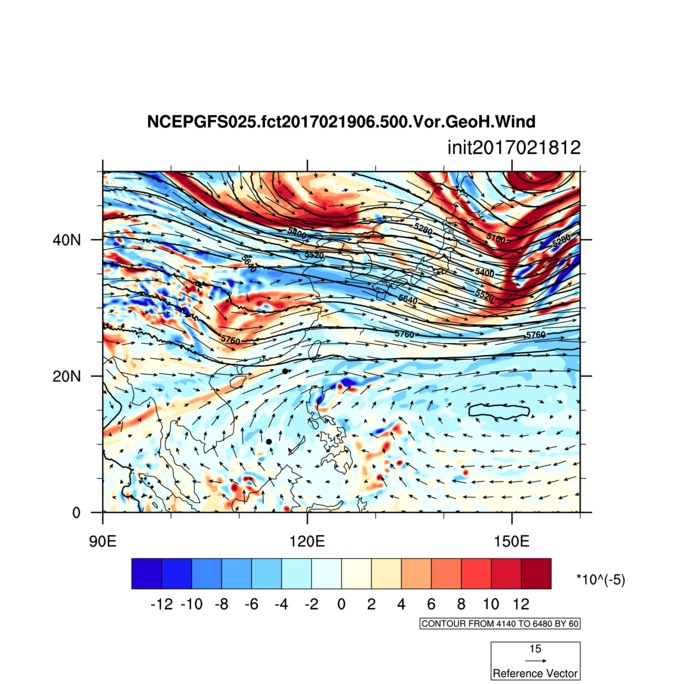 NCEPGFS025.fct2017021906.500.Vor.GeoH.Wind
init2017021812
5280
5100
5280
5520
5400
5640
5520
5760
5760
5760
40N
20N
0
90E
120E
150E
-12 -10 -8 -6 -4 -2 0 2 4 6 8 10 12
*10^(-5)
CONTOUR FROM 4140 TO 6480 BY 60
15
Reference Vector